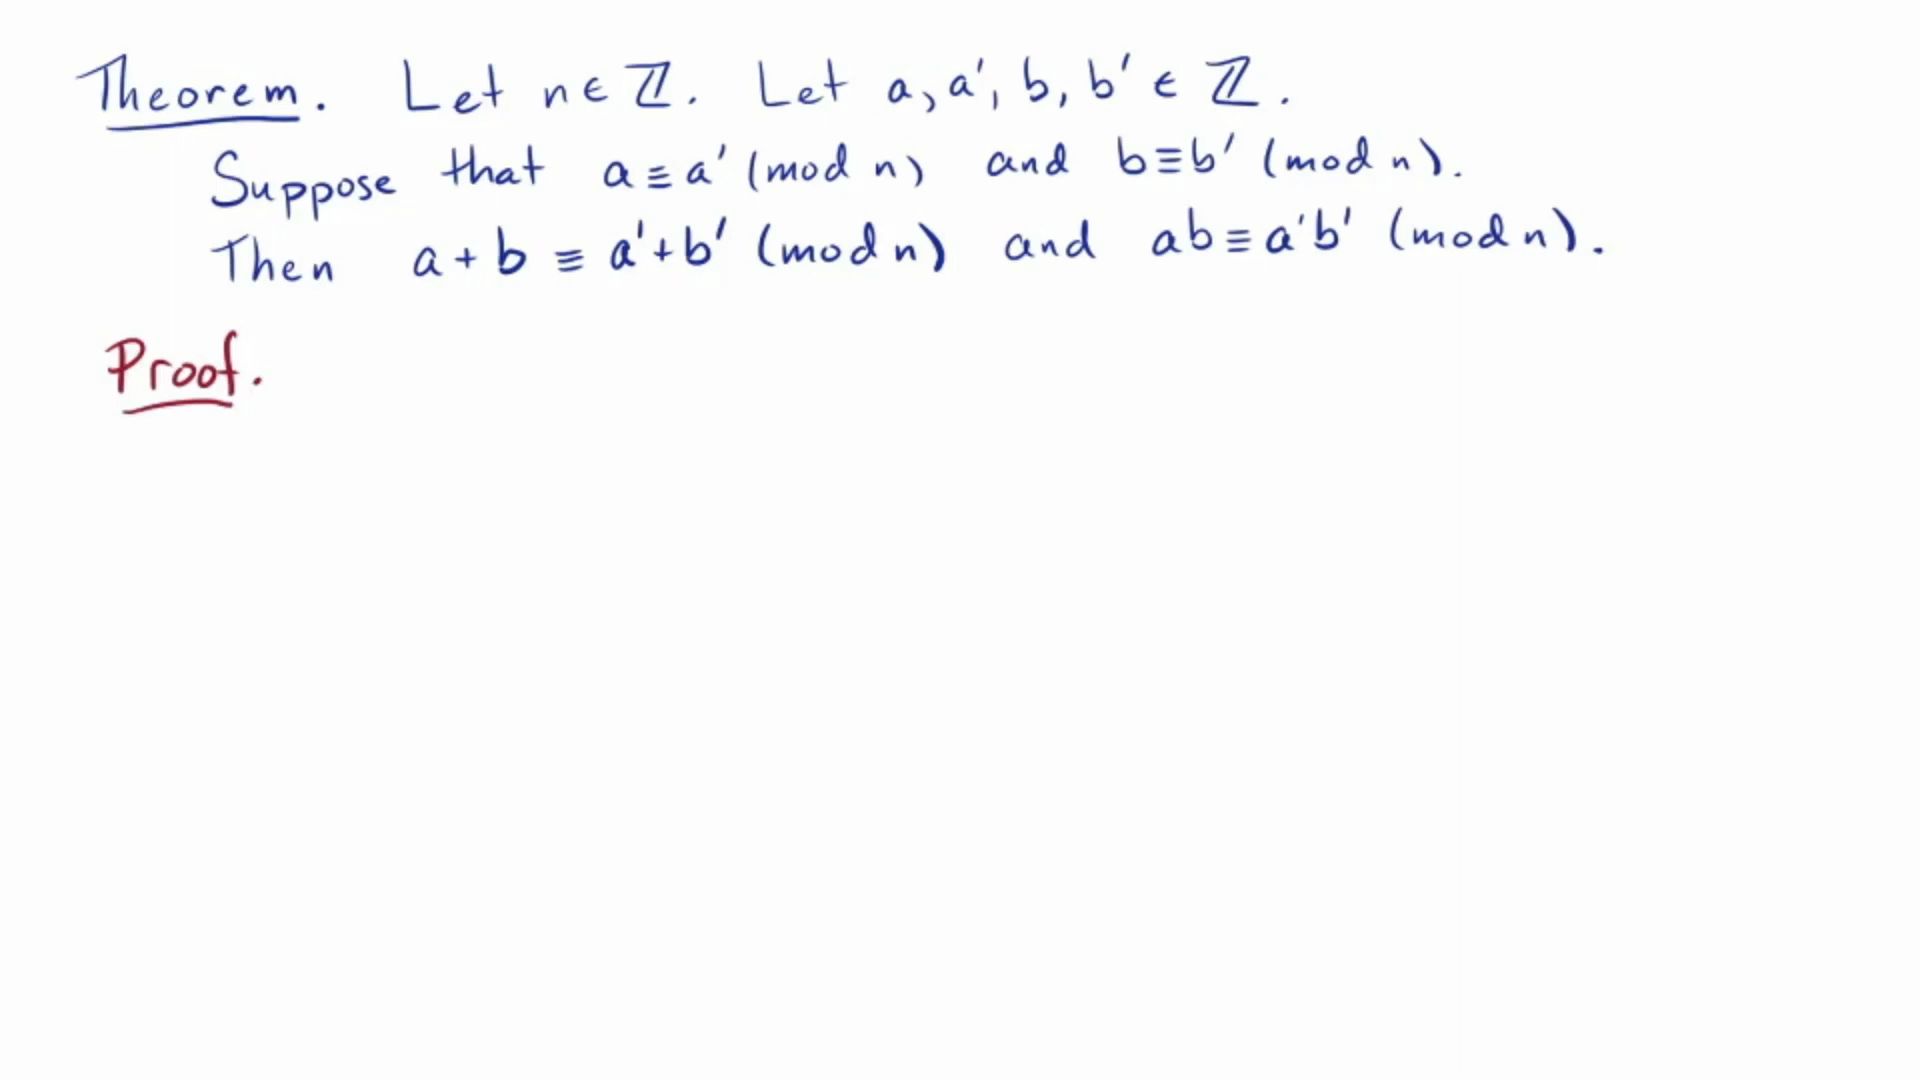 Theorem. Let n ∈ ℤ. Let a, a', b, b' ∈ ℤ.
Suppose that a ≡ a' (mod n) and b ≡ b' (mod n).
Then a + b ≡ a' + b' (mod n) and ab ≡ a'b' (mod n).
Proof.